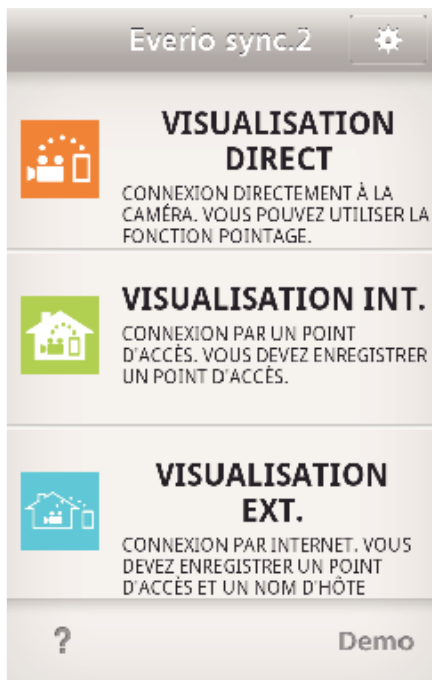 Everio sync.2
VISUALISATION
DIRECT
CONNEXION DIRECTEMENT À LA
CAMÉRA. VOUS POUVEZ UTILISER LA
FONCTION POINTAGE.
VISUALISATION INT.
CONNEXION PAR UN POINT
D'ACCÈS. VOUS DEVEZ ENREGISTRER
UN POINT D'ACCÈS.
VISUALISATION
EXT.
CONNEXION PAR INTERNET. VOUS
DEVEZ ENREGISTRER UN POINT
D'ACCÈS ET UN NOM D'HÔTE
? Demo